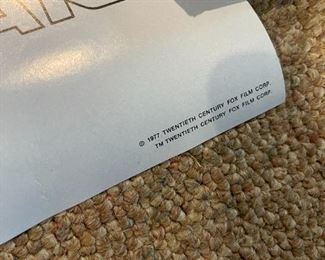 © 1977 TWENTIETH CENTURY FOX FILM CORP.
TM TWENTIETH CENTURY FOX FILM CORP.